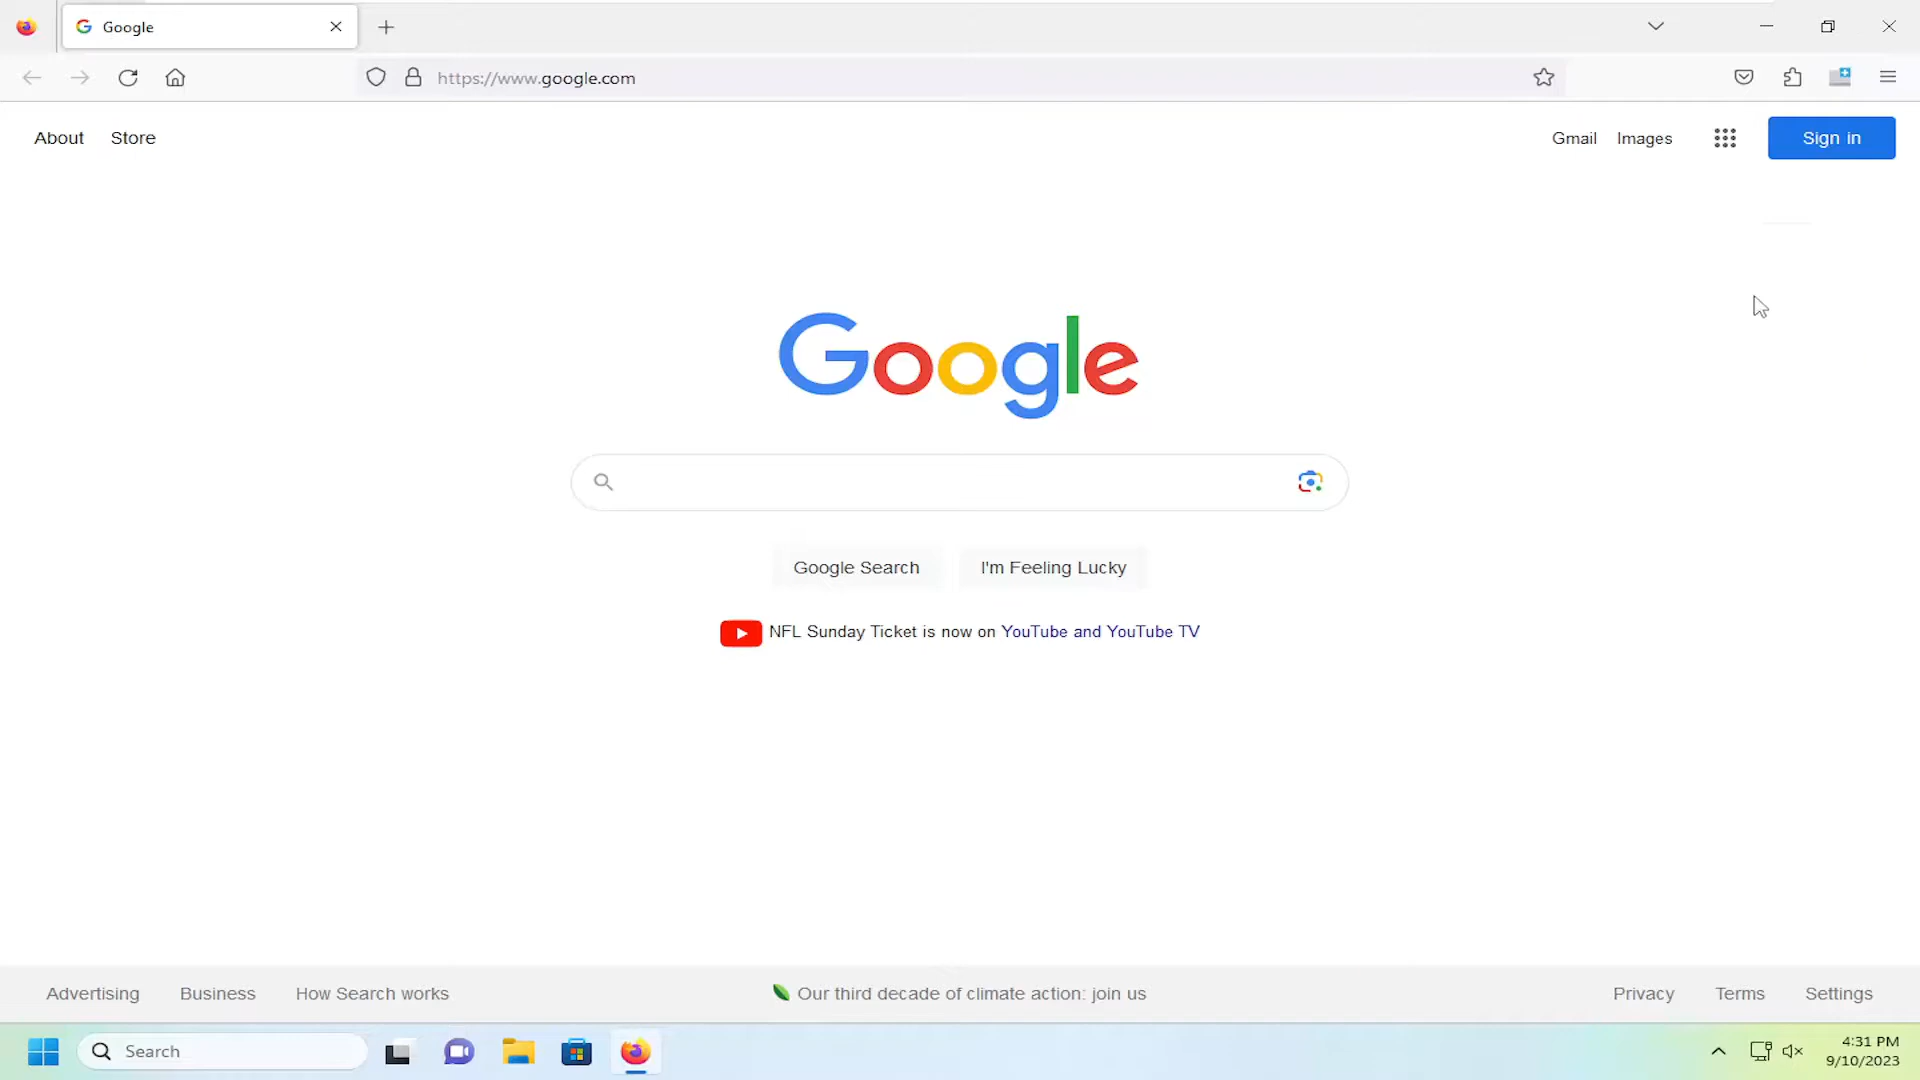 Google
https://www.google.com
About Store
Gmail Images Sign in
Google
Google Search I'm Feeling Lucky
NFL Sunday Ticket is now on YouTube and YouTube TV
Advertising Business How Search works
Our third decade of climate action: join us
Privacy Terms Settings
Search
4:31 PM
9/10/2023